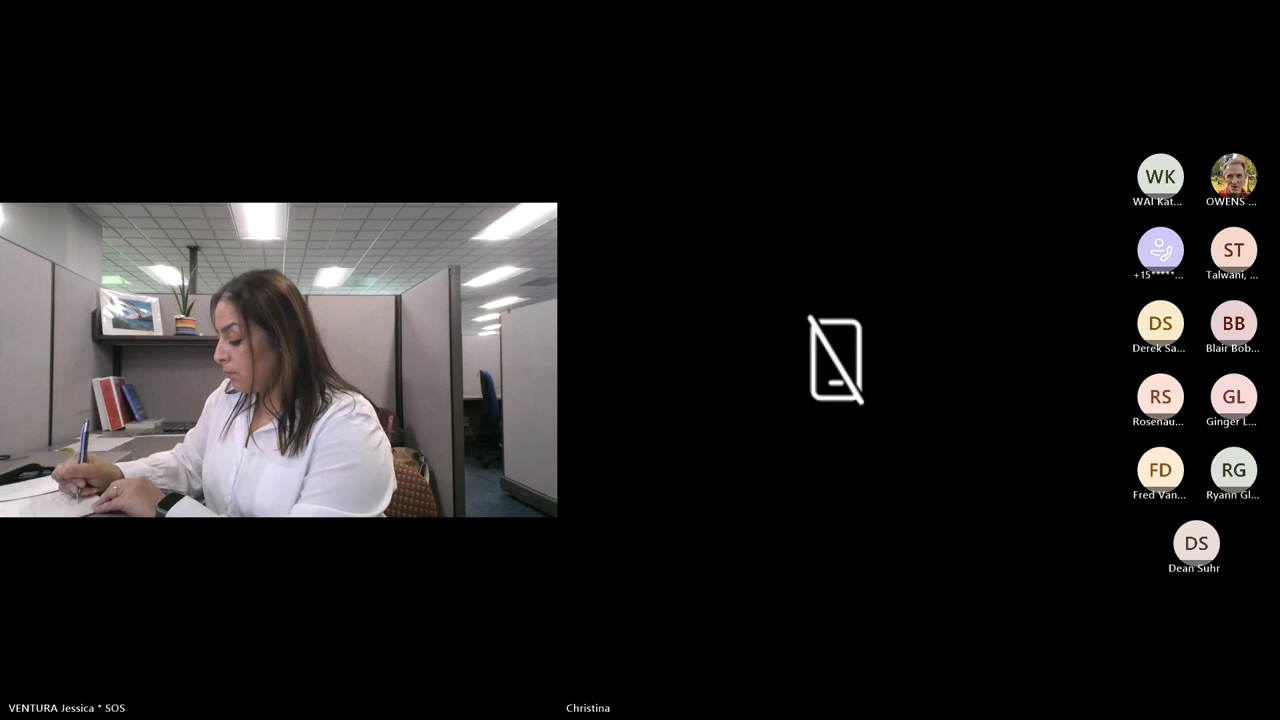 WK
WAI Kat...
OWENS ...
+15*****...
ST
Talwani, ...
DS
Derek Sa...
BB
Blair Bob...
RS
Rosenau...
GL
Ginger L...
FD
Fred Van...
RG
Ryann Gl...
DS
Dean Suhr
VENTURA Jessica * SOS
Christina